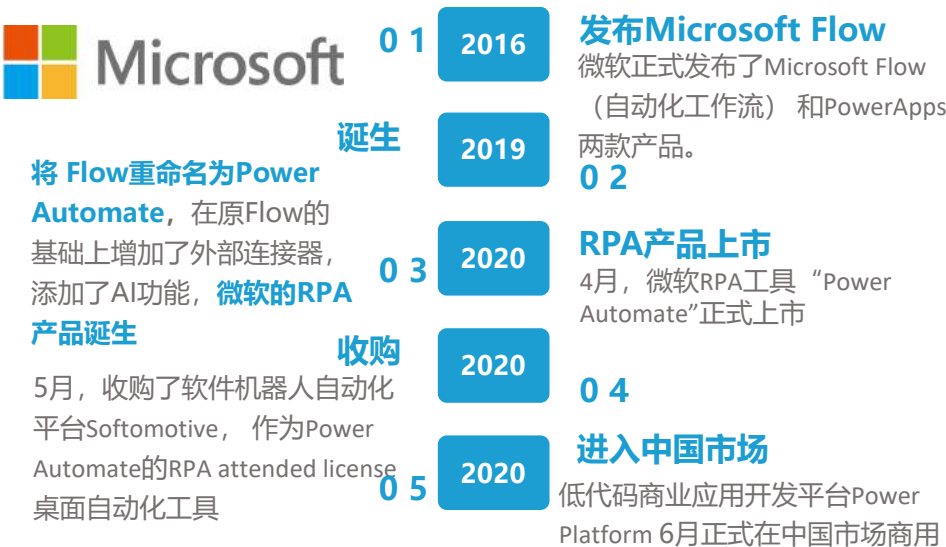 Microsoft
0 1
2016
发布Microsoft Flow
微软正式发布了Microsoft Flow
（自动化工作流） 和PowerApps
两款产品。
诞生
2019
0 2
将 Flow重命名为Power
Automate，在原Flow的
基础上增加了外部连接器，
添加了AI功能，微软的RPA
产品诞生
0 3
2020
RPA产品上市
4月，微软RPA工具“Power
Automate”正式上市
收购
2020
0 4
5月，收购了软件机器人自动化
平台Softomotive， 作为Power
Automate的RPA attended license
桌面自动化工具
0 5
2020
进入中国市场
低代码商业应用开发平台Power
Platform 6月正式在中国市场商用